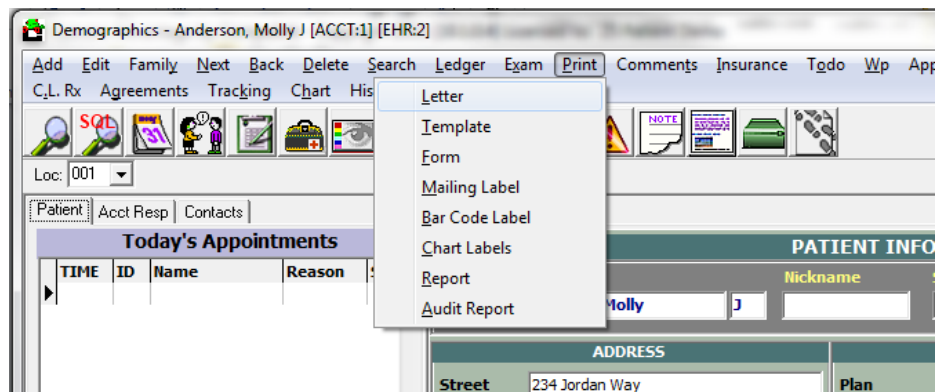 Demographics - Anderson, Molly J [ACCT:1] [EHR:2]
Add Edit Family Next Back Delete Search Ledger Exam Print Comments Insurance Todo Wp App
C.L. Rx Agreements Tracking Chart His
Letter
Template
Form
Mailing Label
Bar Code Label
Chart Labels
Report
Audit Report
SQL
31
NOTE
Loc: 001
Patient Acct Resp Contacts
Today's Appointments
PATIENT INFO
TIME ID Name Reason
Nickname
Molly J
ADDRESS
Street 234 Jordan Way
Plan